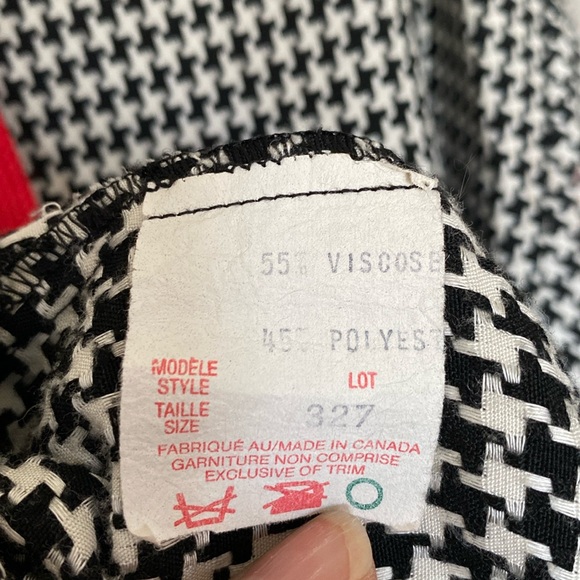 55% VISCOSE
45% POLYEST
MODÈLE
STYLE LOT
TAILLE
SIZE 327
FABRIQUÉ AU/MADE IN CANADA
GARNITURE NON COMPRISE
EXCLUSIVE OF TRIM